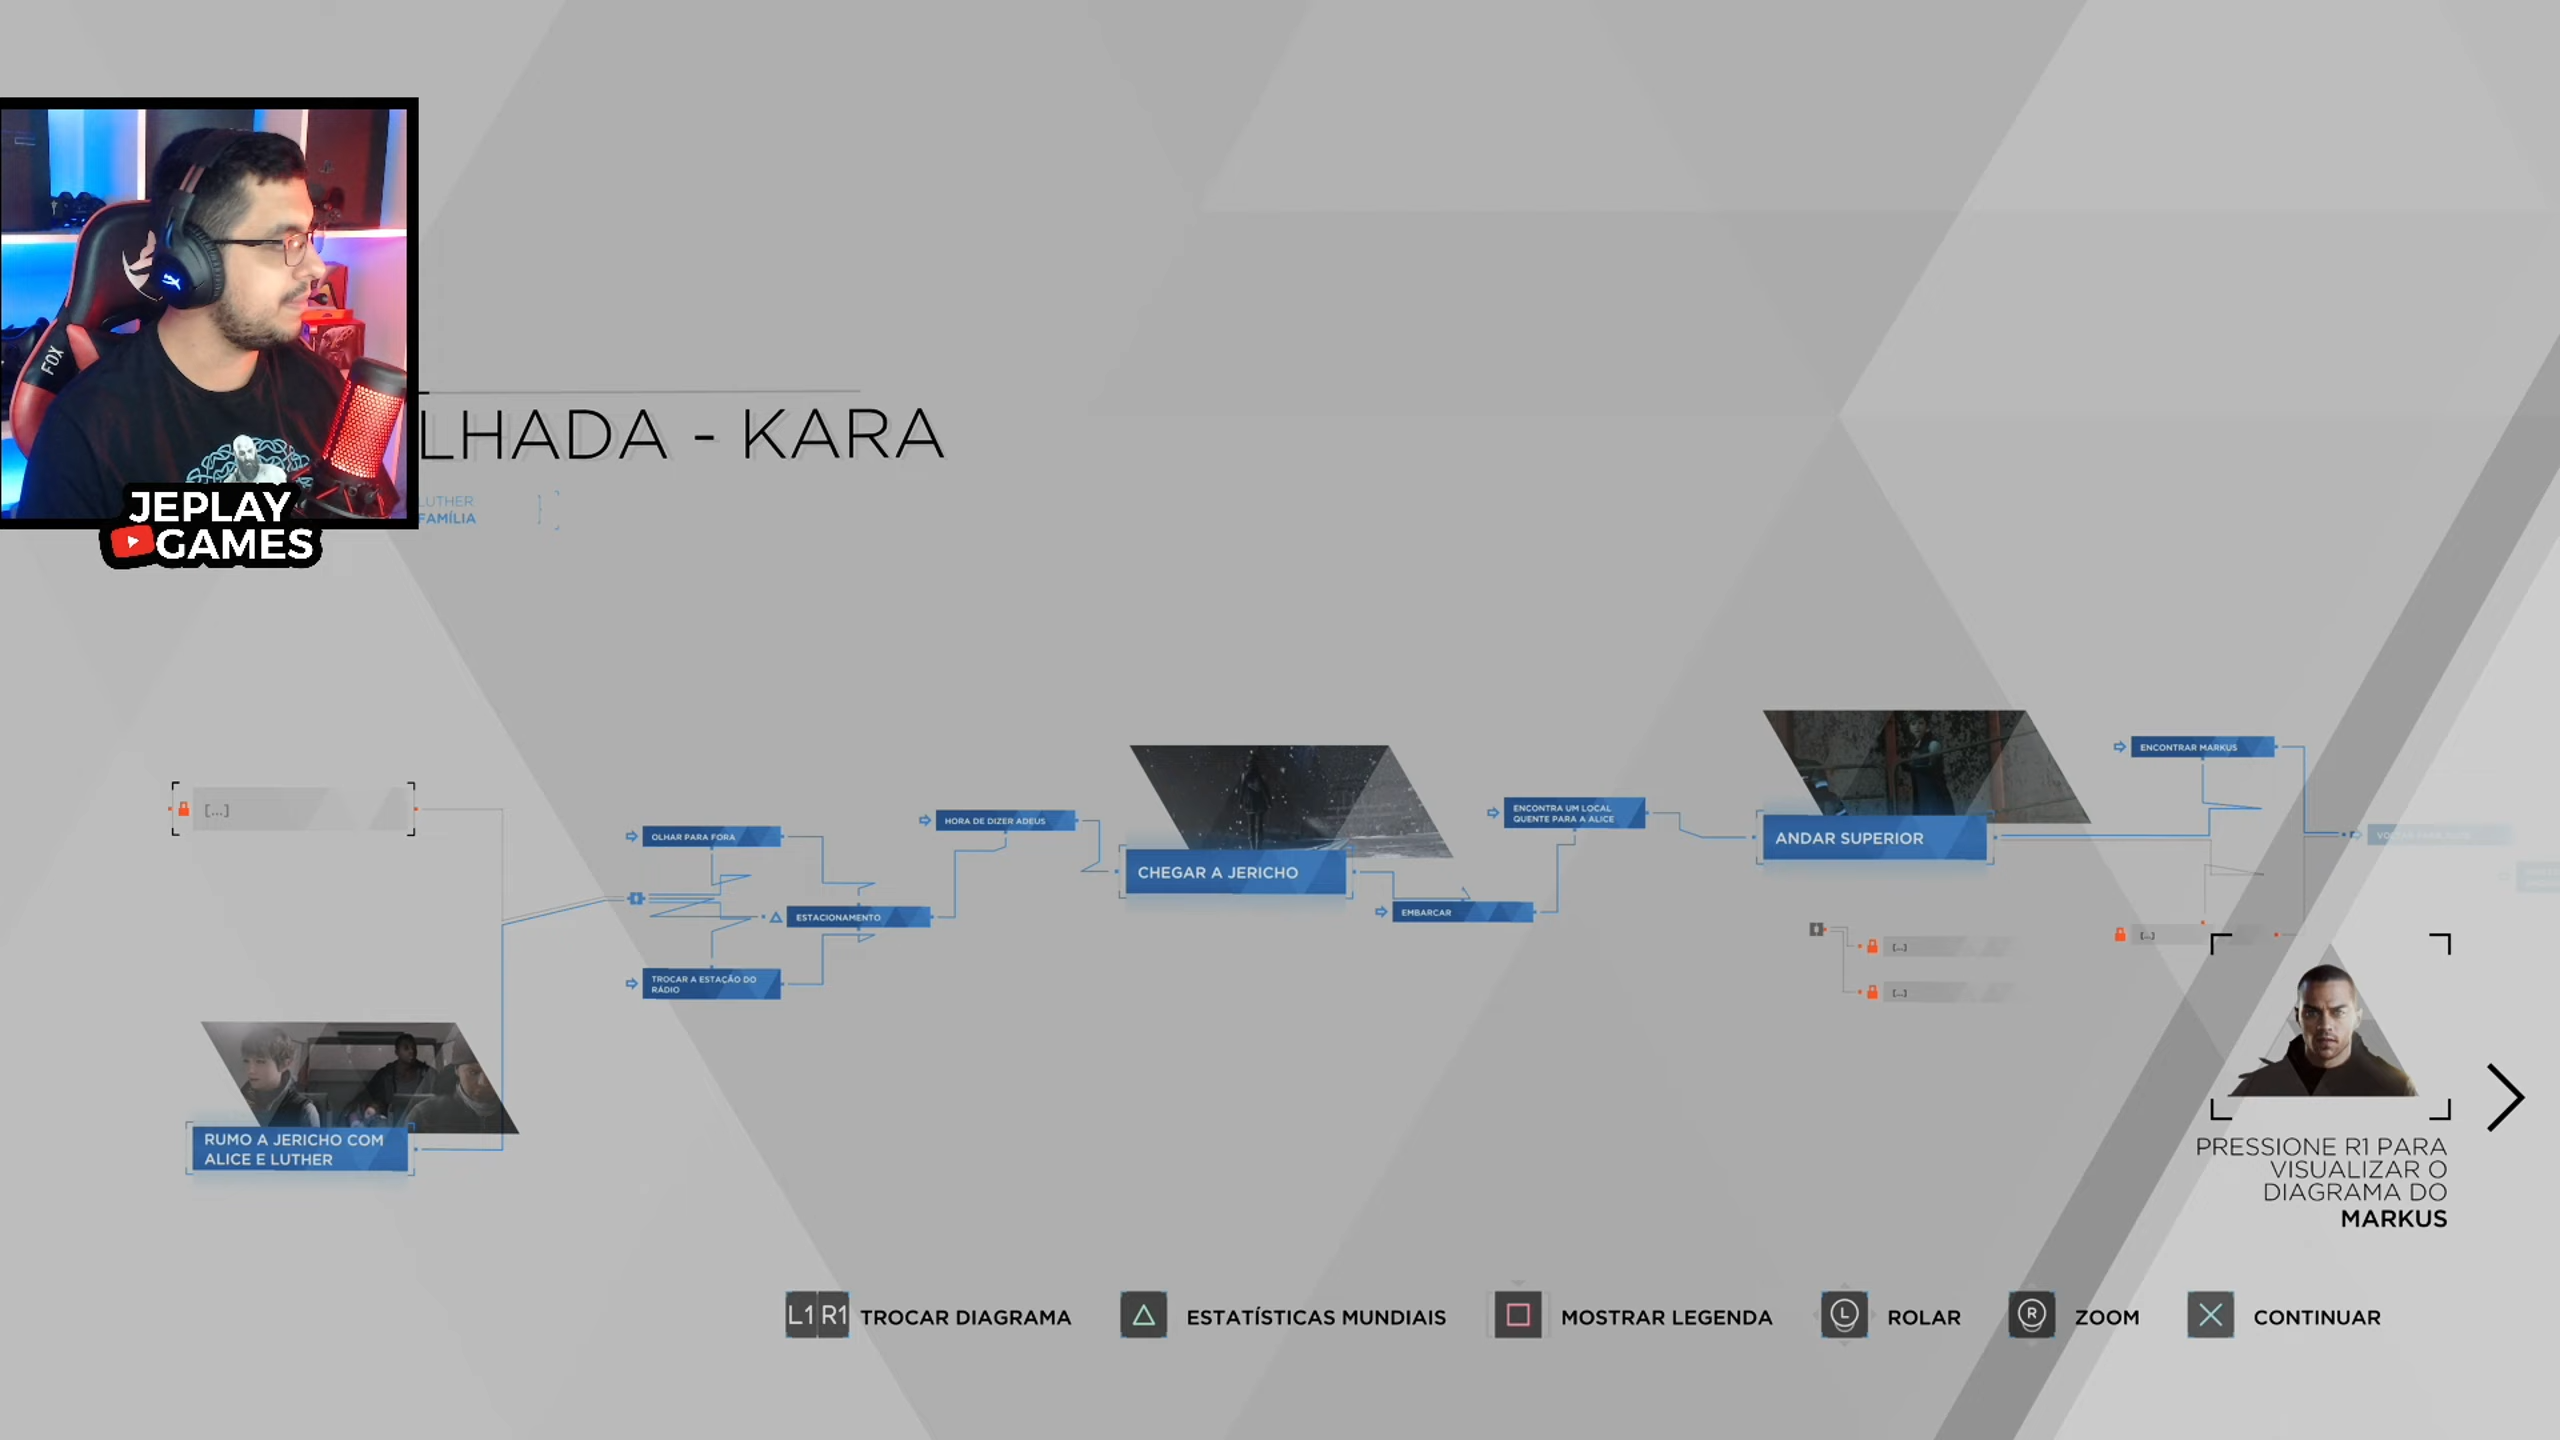 FOX
JEPLAY
GAMES
LHADA - KARA
LUTHER
FAMÍLIA
[...]
OLHAR PARA FORA
HORA DE DIZER ADEUS
ESTACIONAMENTO
TROCAR A ESTAÇÃO DO
RÁDIO
RUMO A JERICHO COM
ALICE E LUTHER
CHEGAR A JERICHO
EMBARCAR
ENCONTRA UM LOCAL
QUENTE PARA A ALICE
ANDAR SUPERIOR
[...]
[...]
ENCONTRAR MARKUS
[...]
PRESSIONE R1 PARA
VISUALIZAR O
DIAGRAMA DO
MARKUS
L1 R1 TROCAR DIAGRAMA
ESTATÍSTICAS MUNDIAIS
MOSTRAR LEGENDA
L ROLAR
R ZOOM
CONTINUAR